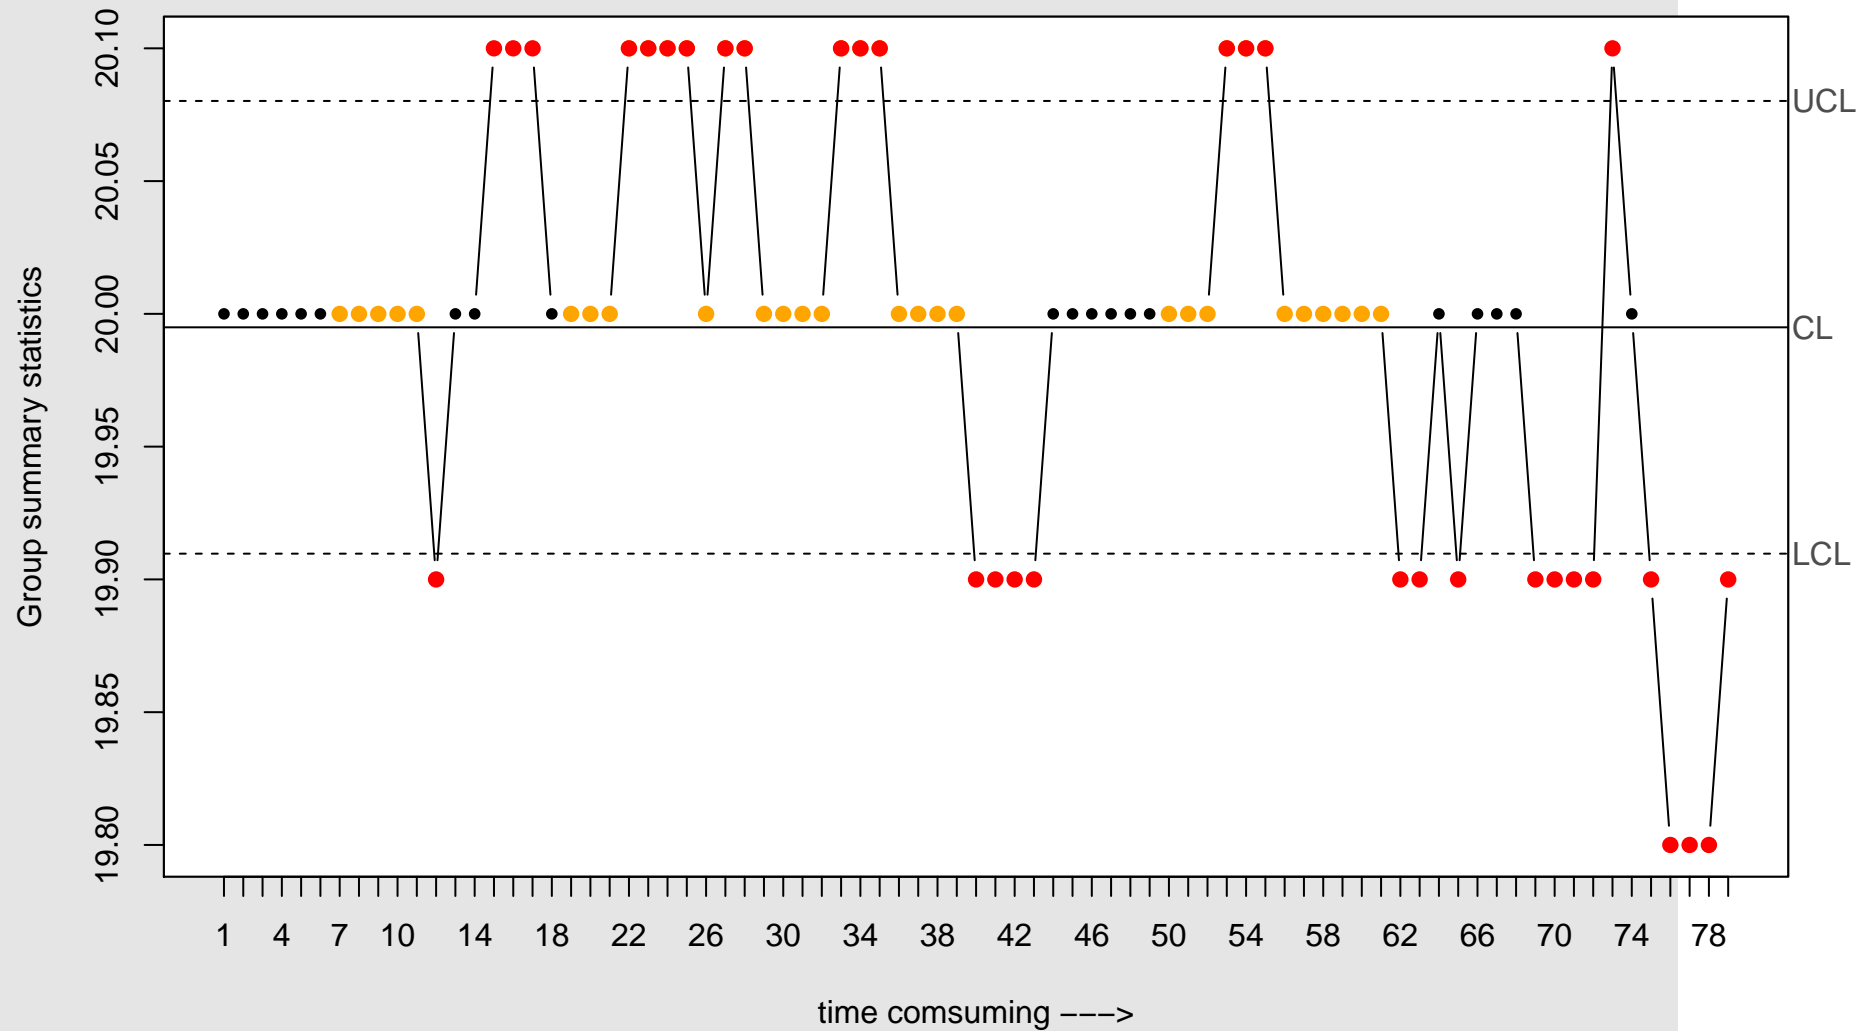 Group summary statistics
20.10
20.05
20.00
19.95
19.90
19.85
19.80
UCL
CL
LCL
1 4 7 10 14 18 22 26 30 34 38 42 46 50 54 58 62 66 70 74 78
time comsuming −−−>